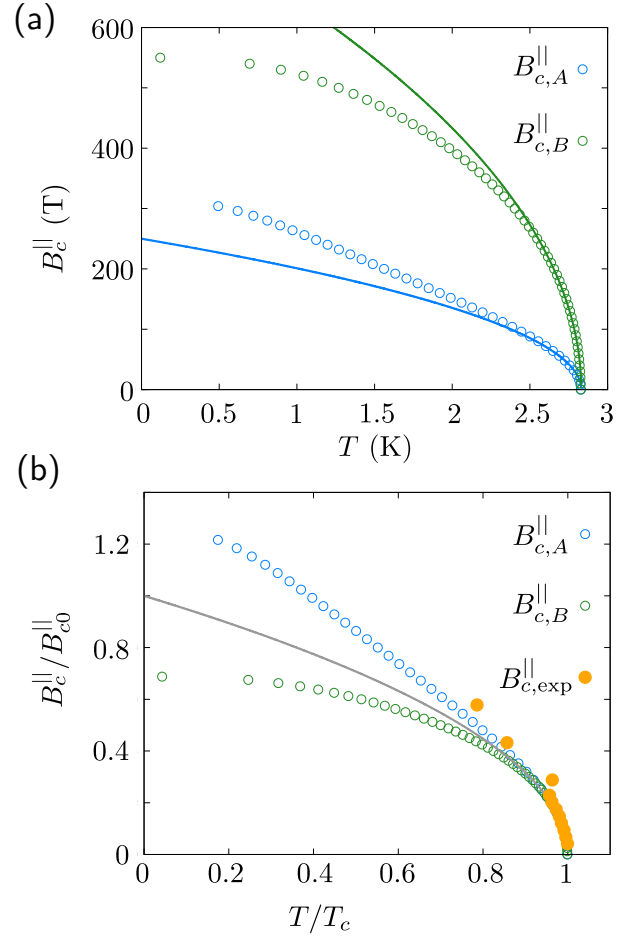 (a)
600
400
200
0
B_c^{||} (T)
B_{c,A}^{||}
B_{c,B}^{||}
0 0.5 1 1.5 2 2.5 3
T (K)
(b)
1.2
0.8
0.4
0
B_c^{||}/B_{c0}^{||}
B_{c,A}^{||}
B_{c,B}^{||}
B_{c,exp}^{||}
0 0.2 0.4 0.6 0.8 1
T/T_c